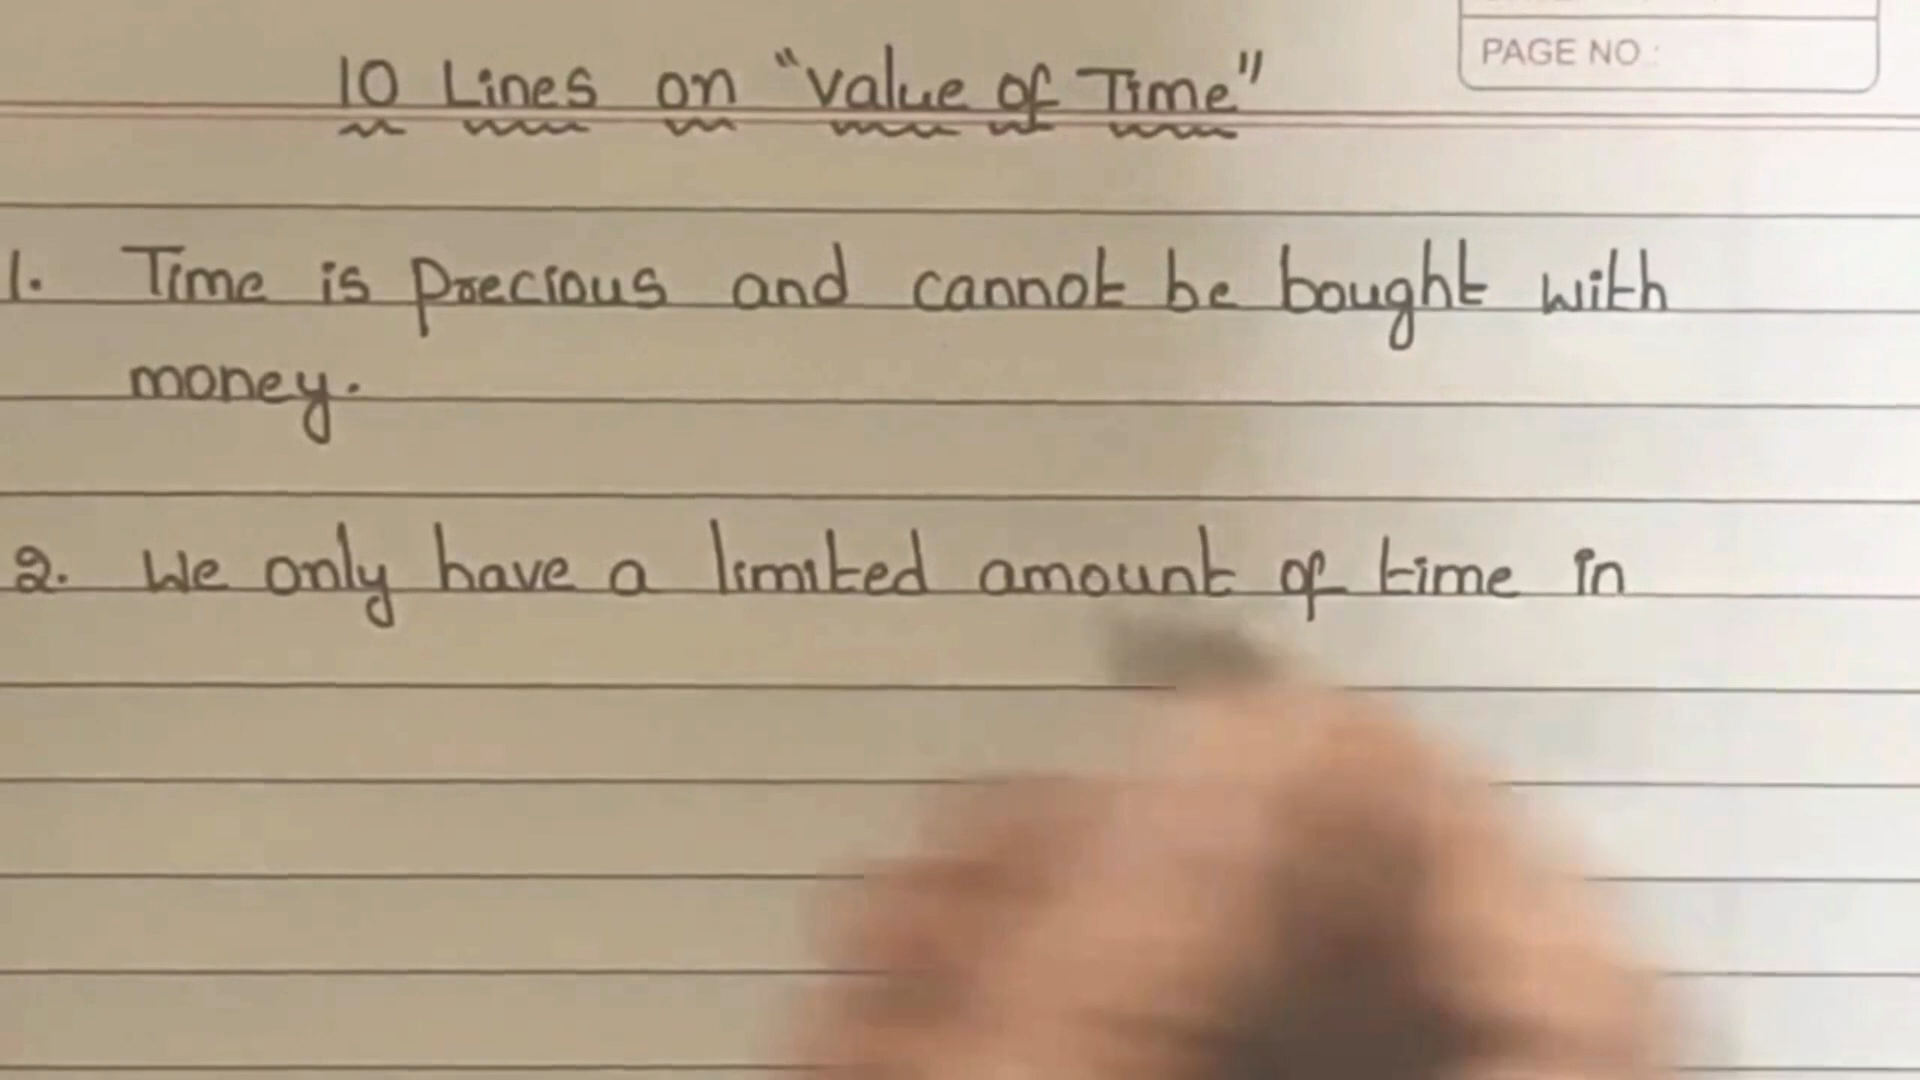 PAGE NO :
10 Lines on "Value of Time"
1. Time is precious and cannot be bought with
money.
2. We only have a limited amount of time in